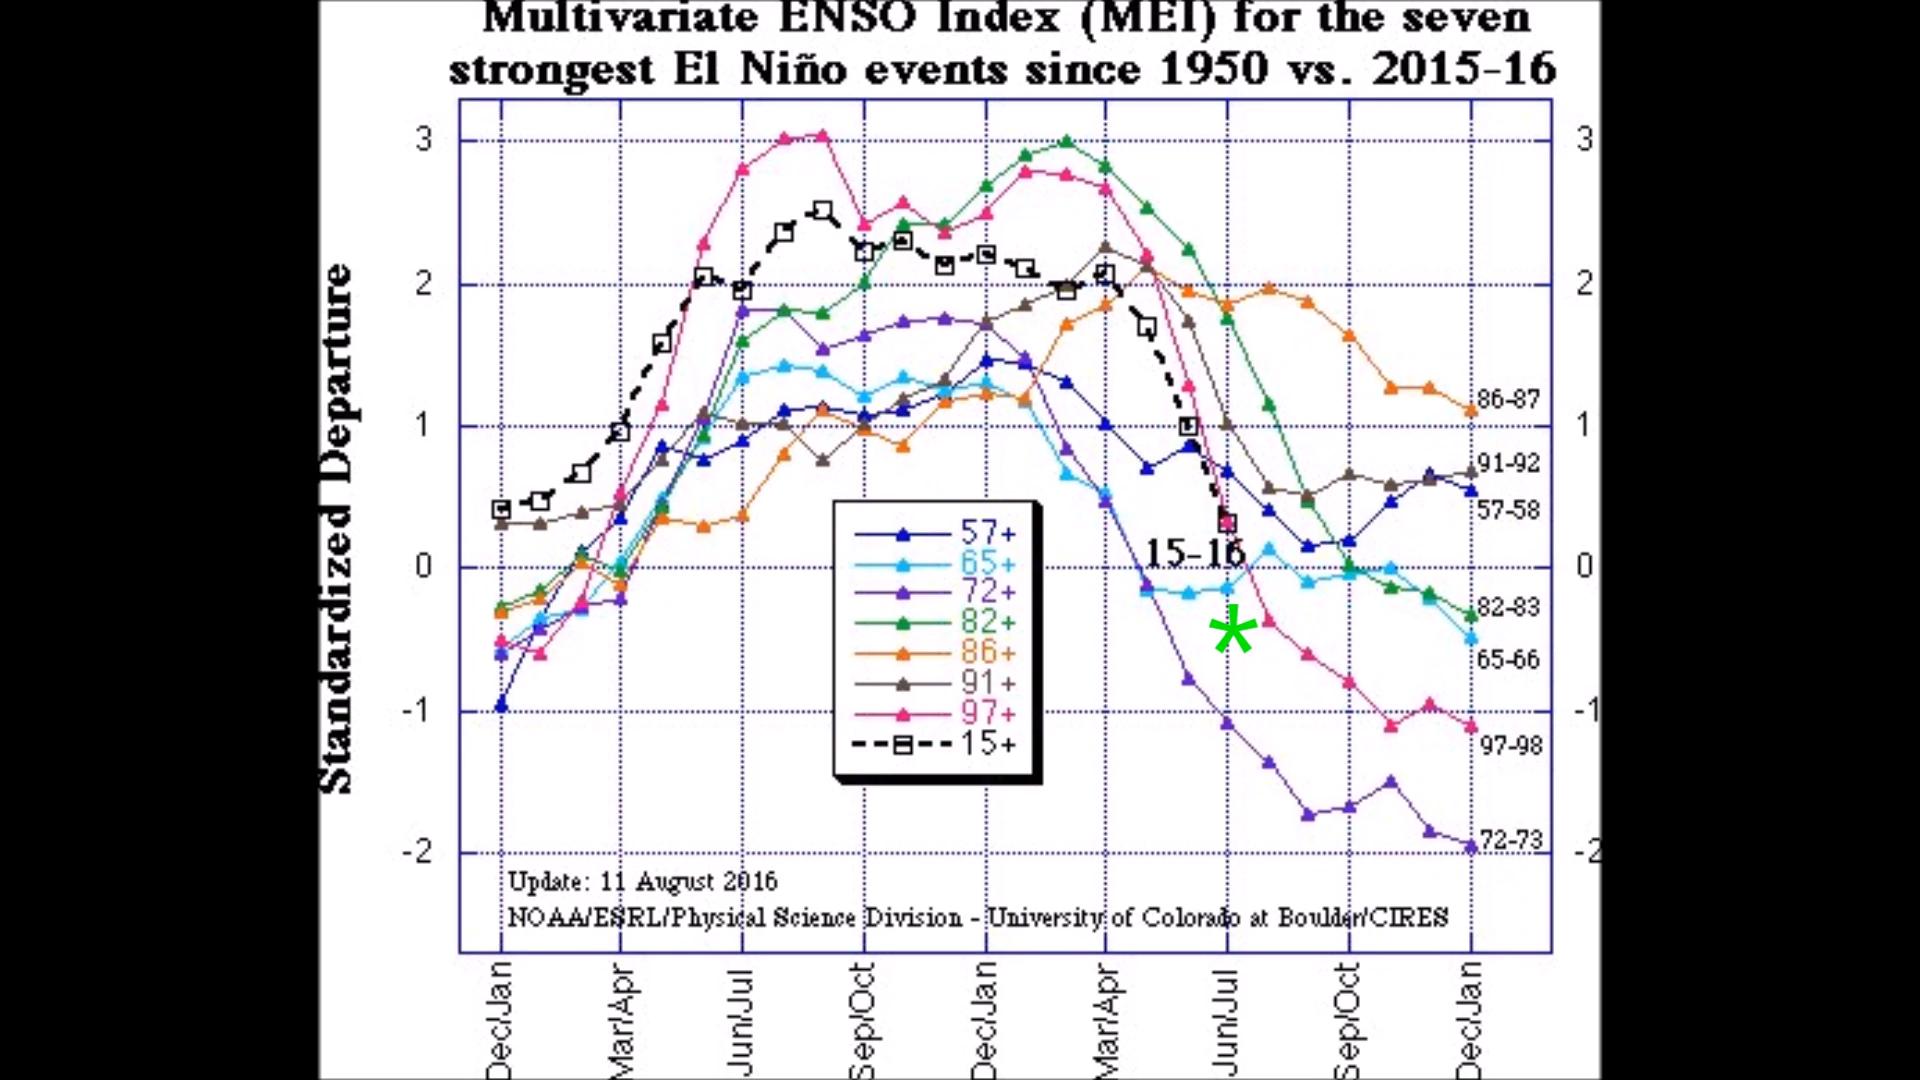 Multivariate ENSO Index (MEI) for the seven
strongest El Niño events since 1950 vs. 2015-16
Standardized Departure
3
2
1
0
-1
-2
3
2
1
0
-1
-2
57+
65+
72+
82+
86+
91+
97+
15+
15-16
*
86-87
91-92
57-58
82-83
65-66
97-98
72-73
Update: 11 August 2016
NOAA/ESRL/Physical Science Division - University of Colorado at Boulder/CIRES
Dec/Jan
Mar/Apr
Jun/Jul
Sep/Oct
Dec/Jan
Mar/Apr
Jun/Jul
Sep/Oct
Dec/Jan